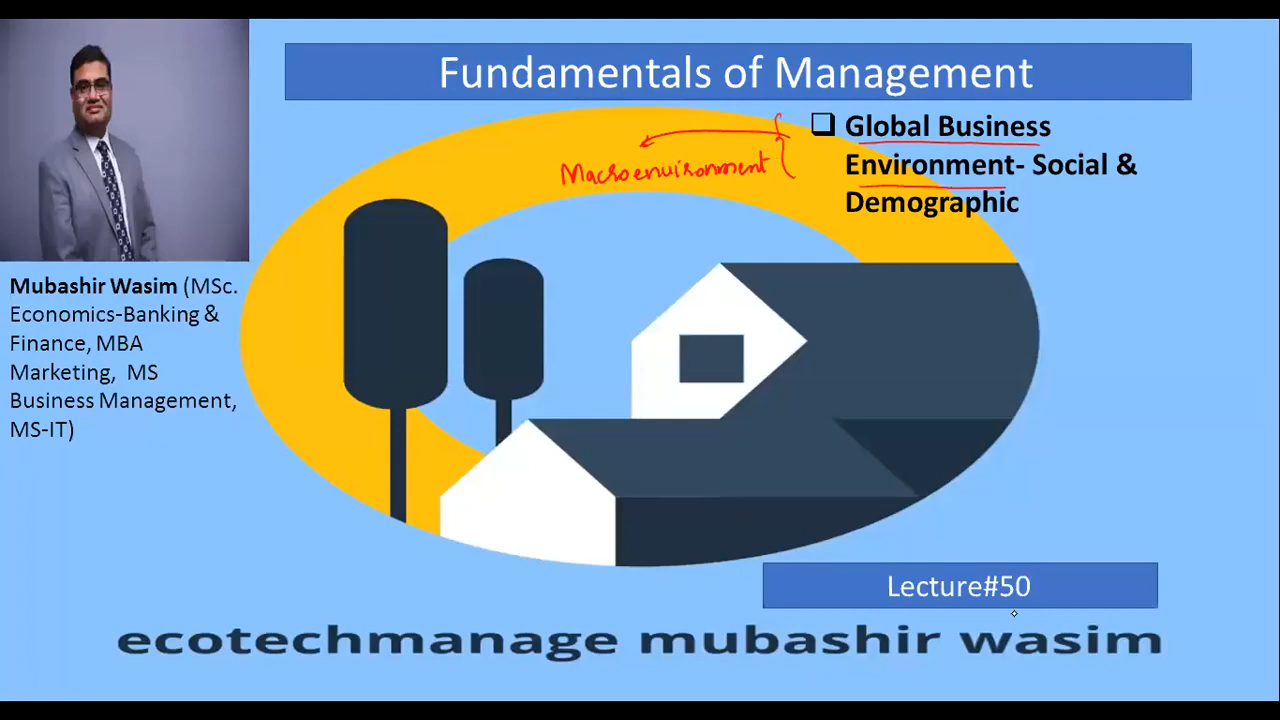 Fundamentals of Management
Global Business
Environment- Social &
Demographic
Macroenvironment
Mubashir Wasim (MSc.
Economics-Banking &
Finance, MBA
Marketing, MS
Business Management,
MS-IT)
Lecture#50
ecotechmanage mubashir wasim